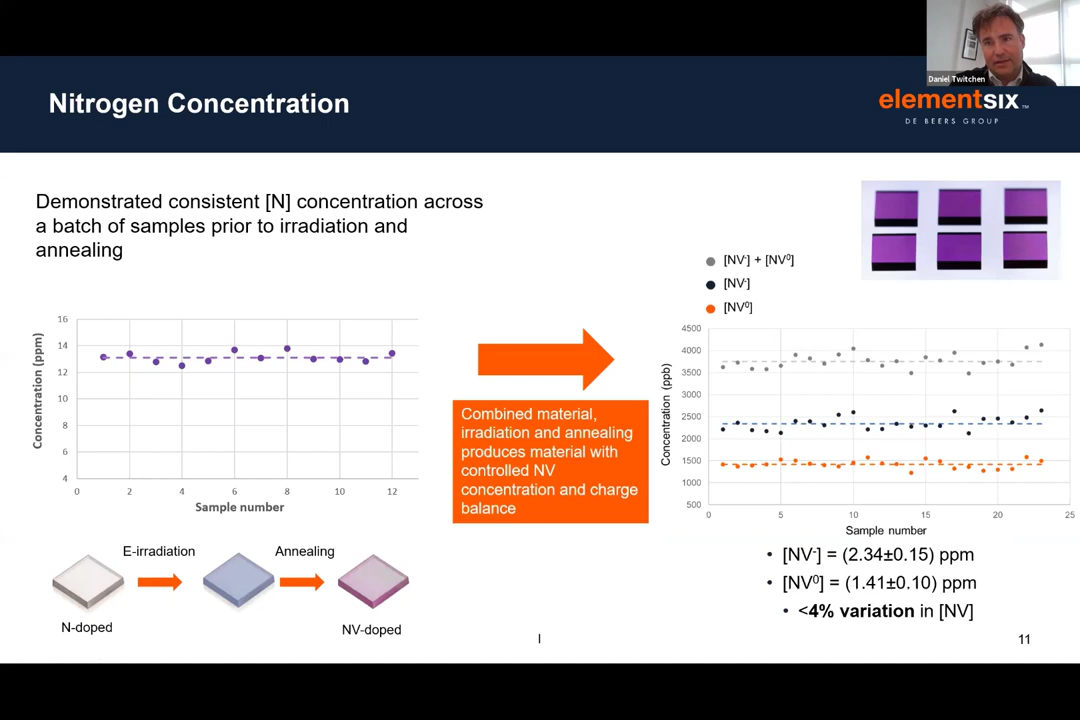 Daniel Twitchen
Nitrogen Concentration
elementsix™
DE BEERS GROUP
Demonstrated consistent [N] concentration across
a batch of samples prior to irradiation and
annealing
Concentration (ppm)
16
14
12
10
8
6
4
0 2 4 6 8 10 12
Sample number
Combined material,
irradiation and annealing
produces material with
controlled NV
concentration and charge
balance
[NV⁻] + [NV⁰]
[NV⁻]
[NV⁰]
Concentration (ppb)
4500
4000
3500
3000
2500
2000
1500
1000
500
0 5 10 15 20 25
Sample number
E-irradiation
Annealing
N-doped
NV-doped
• [NV⁻] = (2.34±0.15) ppm
• [NV⁰] = (1.41±0.10) ppm
• <4% variation in [NV]
I
11